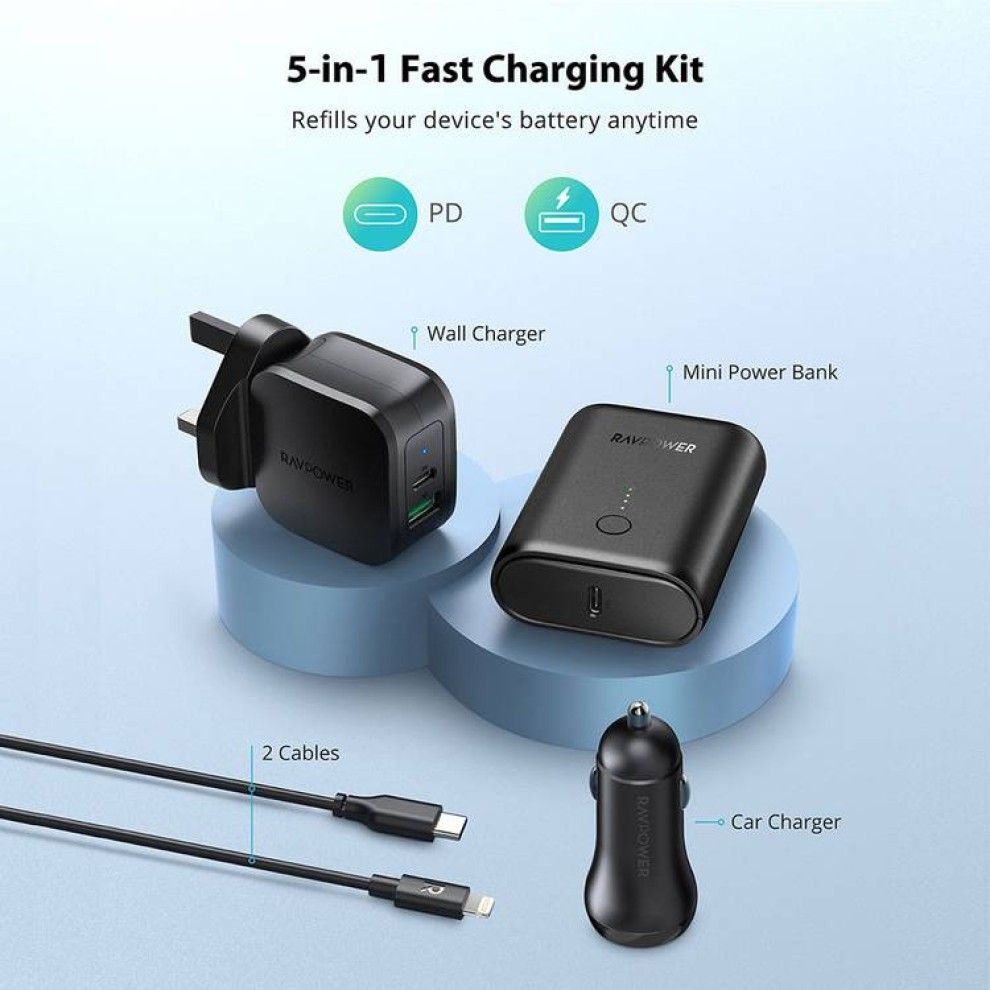 5-in-1 Fast Charging Kit
Refills your device's battery anytime
PD
QC
Wall Charger
Mini Power Bank
RAVPOWER
RAVPOWER
2 Cables
Car Charger
RAVPOWER